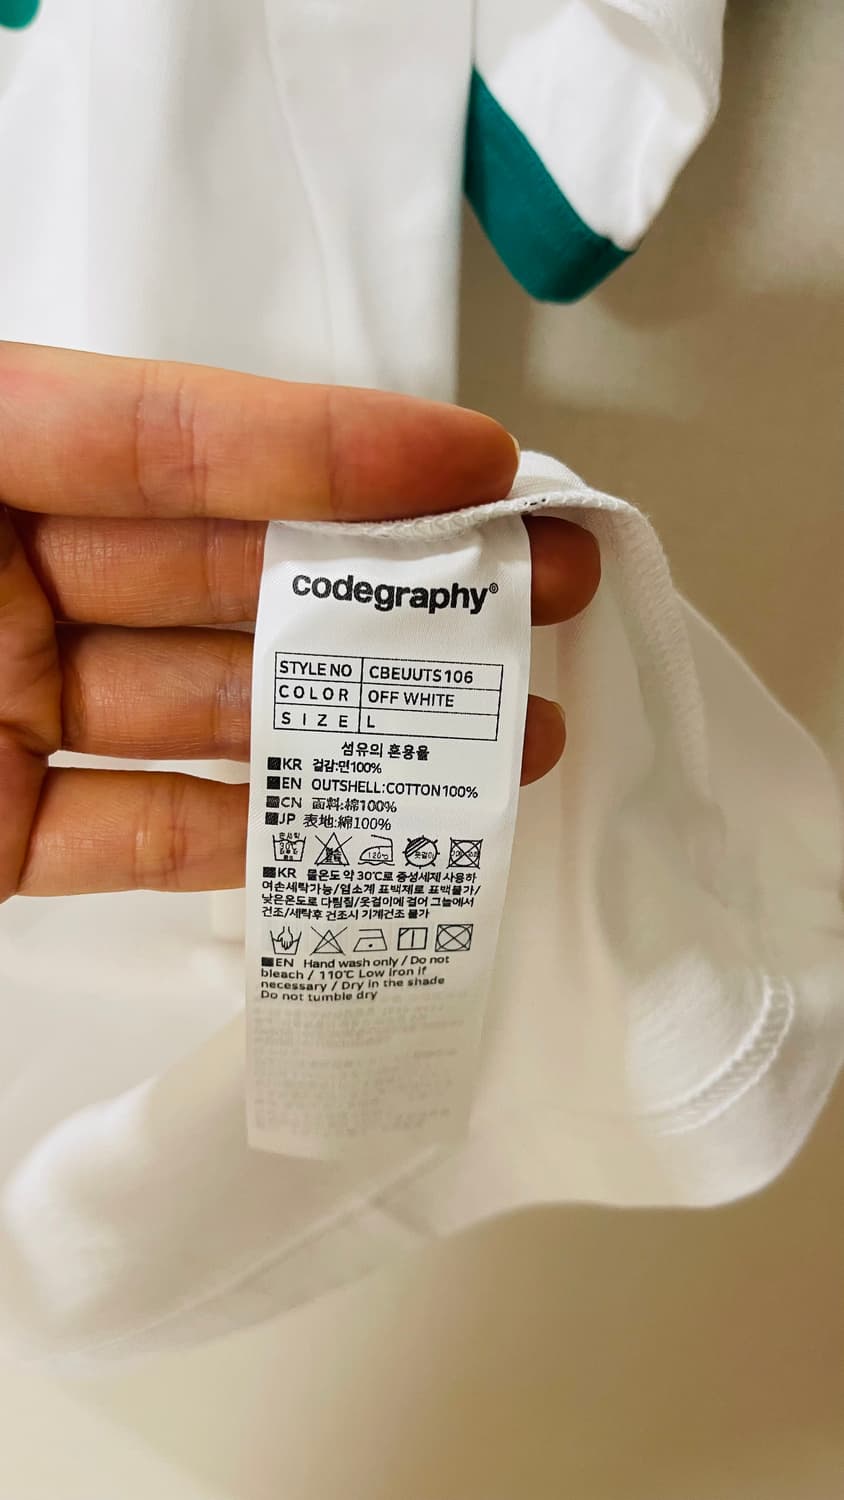 codegraphy®
STYLE NO CBEUUTS106
COLOR OFF WHITE
SIZE L
섬유의 혼용율
KR 겉감:면100%
EN OUTSHELL:COTTON100%
CN 面料:棉100%
JP 表地:綿100%
120℃ 옷걸이
KR 물온도 약 30℃로 중성세제 사용하
여손세탁가능/염소계 표백제로 표백불가/
낮은온도로 다림질/옷걸이에 걸어 그늘에서
건조/세탁후 건조시 기계건조 불가
EN Hand wash only / Do not
bleach / 110℃ Low iron if
necessary / Dry in the shade
Do not tumble dry